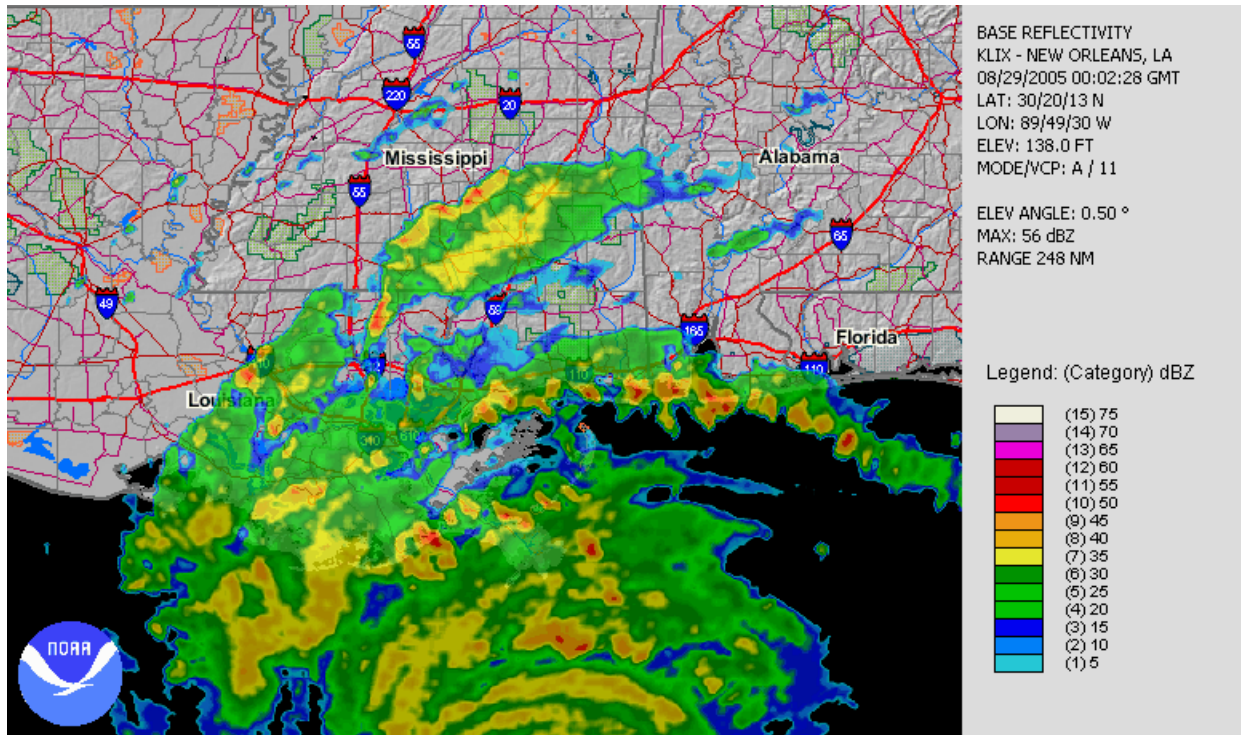 55
220
20
Mississippi
Alabama
55
65
49
59
165
Florida
110
Louisiana
110
310
610
NOAA
BASE REFLECTIVITY
KLIX - NEW ORLEANS, LA
08/29/2005 00:02:28 GMT
LAT: 30/20/13 N
LON: 89/49/30 W
ELEV: 138.0 FT
MODE/VCP: A / 11
ELEV ANGLE: 0.50 °
MAX: 56 dBZ
RANGE 248 NM
Legend: (Category) dBZ
(15) 75
(14) 70
(13) 65
(12) 60
(11) 55
(10) 50
(9) 45
(8) 40
(7) 35
(6) 30
(5) 25
(4) 20
(3) 15
(2) 10
(1) 5